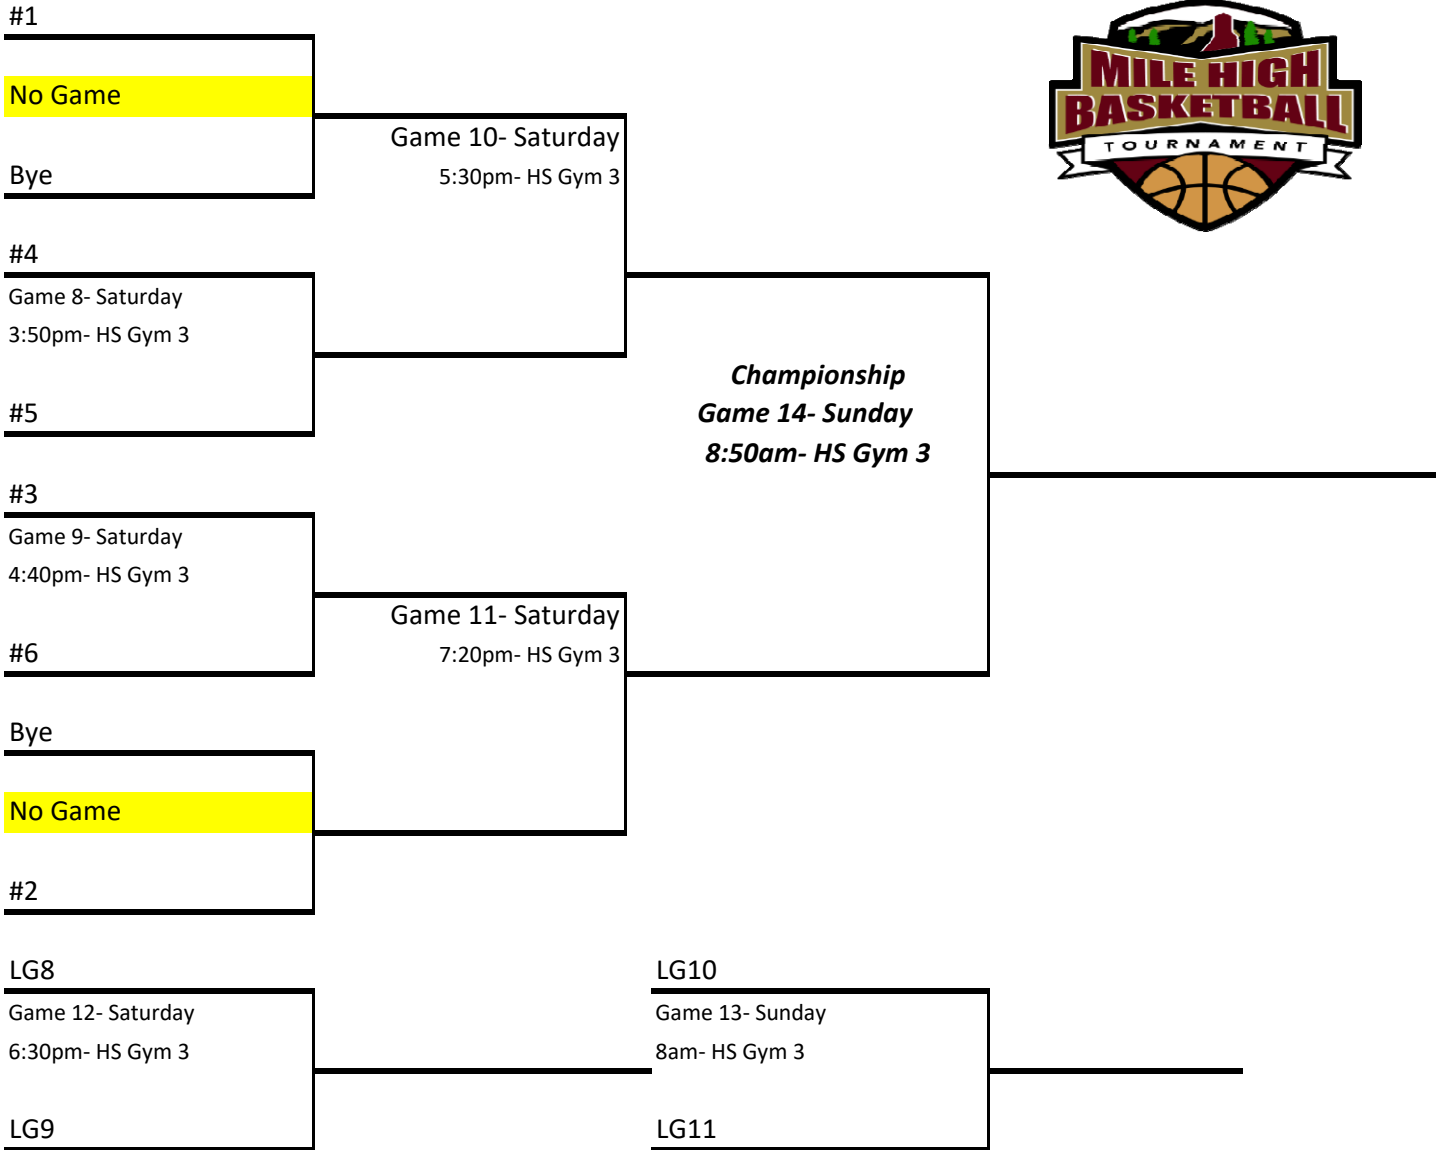 #1
MILE HIGH
BASKETBALL
TOURNAMENT
No Game
Game 10- Saturday
Bye
5:30pm- HS Gym 3
#4
Game 8- Saturday
3:50pm- HS Gym 3
#5
Championship
Game 14- Sunday
8:50am- HS Gym 3
#3
Game 9- Saturday
4:40pm- HS Gym 3
#6
Game 11- Saturday
7:20pm- HS Gym 3
Bye
No Game
#2
LG8
Game 12- Saturday
6:30pm- HS Gym 3
LG9
LG10
Game 13- Sunday
8am- HS Gym 3
LG11